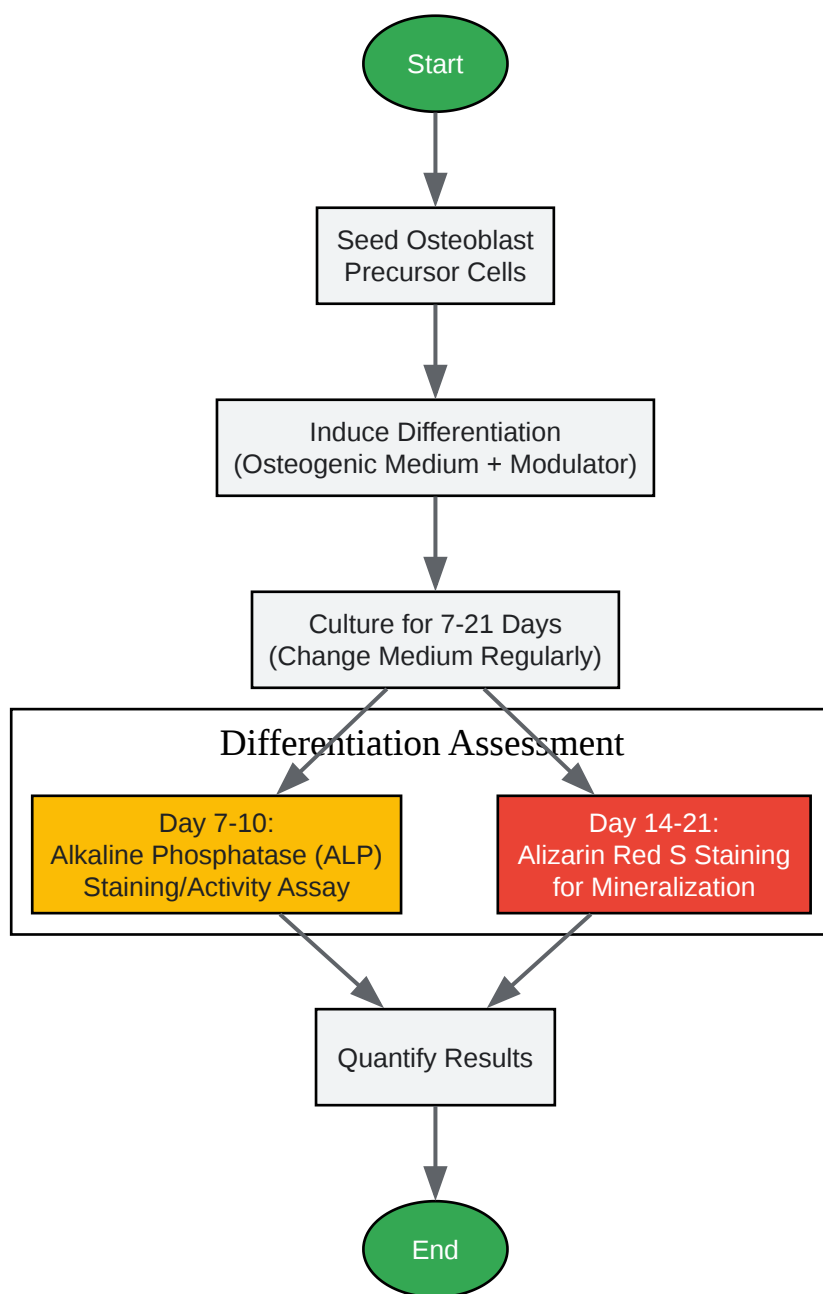 Start
Seed Osteoblast
Precursor Cells
Induce Differentiation
(Osteogenic Medium + Modulator)
Culture for 7-21 Days
(Change Medium Regularly)
Differentiation Assessment
Day 7-10:
Alkaline Phosphatase (ALP)
Staining/Activity Assay
Day 14-21:
Alizarin Red S Staining
for Mineralization
Quantify Results
End